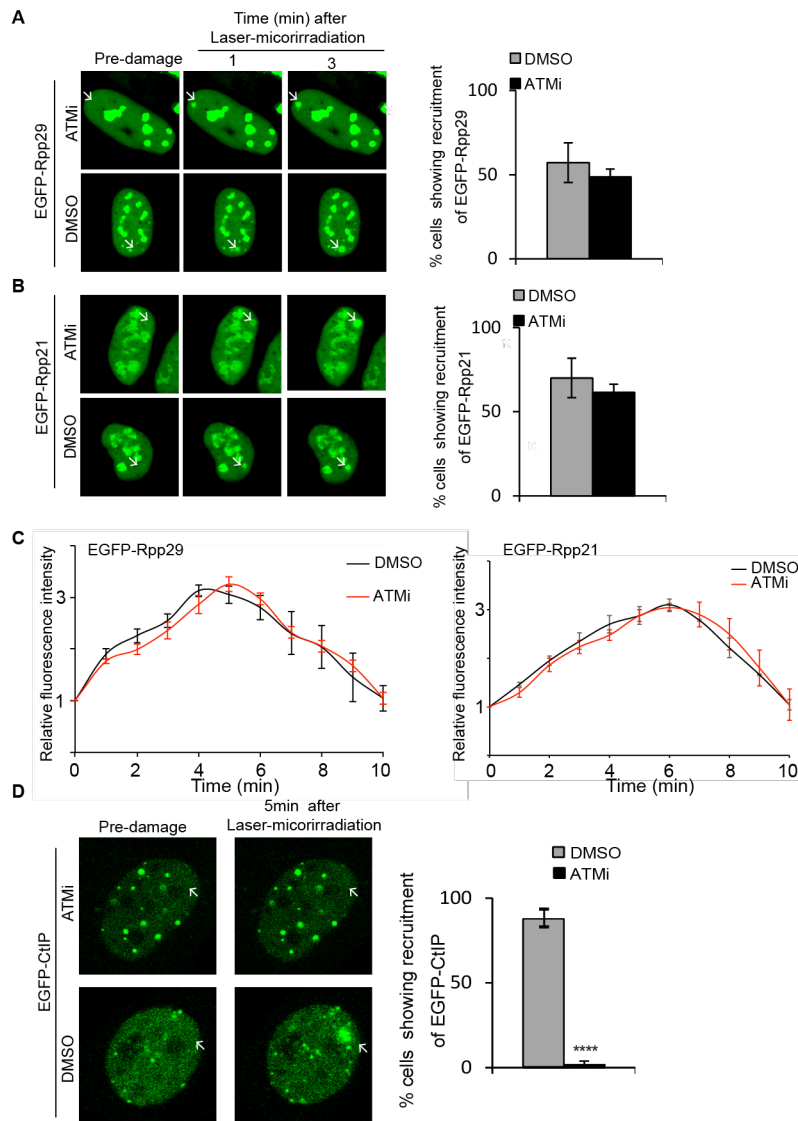 A
Time (min) after
Laser-micorirradiation
Pre-damage
1
3
EGFP-Rpp29
ATMi
DMSO
% cells showing recruitment
of EGFP-Rpp29
DMSO
ATMi
100
50
0
B
EGFP-Rpp21
ATMi
DMSO
% cells showing recruitment
of EGFP-Rpp21
DMSO
ATMi
100
50
0
C
EGFP-Rpp29
DMSO
ATMi
Relative fluorescence intensity
3
1
0 2 4 6 8 10
Time (min)
EGFP-Rpp21
DMSO
ATMi
Relative fluorescence intensity
3
1
0 2 4 6 8 10
Time (min)
D
5min after
Pre-damage
Laser-micorirradiation
EGFP-CtIP
ATMi
DMSO
% cells showing recruitment
of EGFP-CtIP
DMSO
ATMi
100
50
0
****